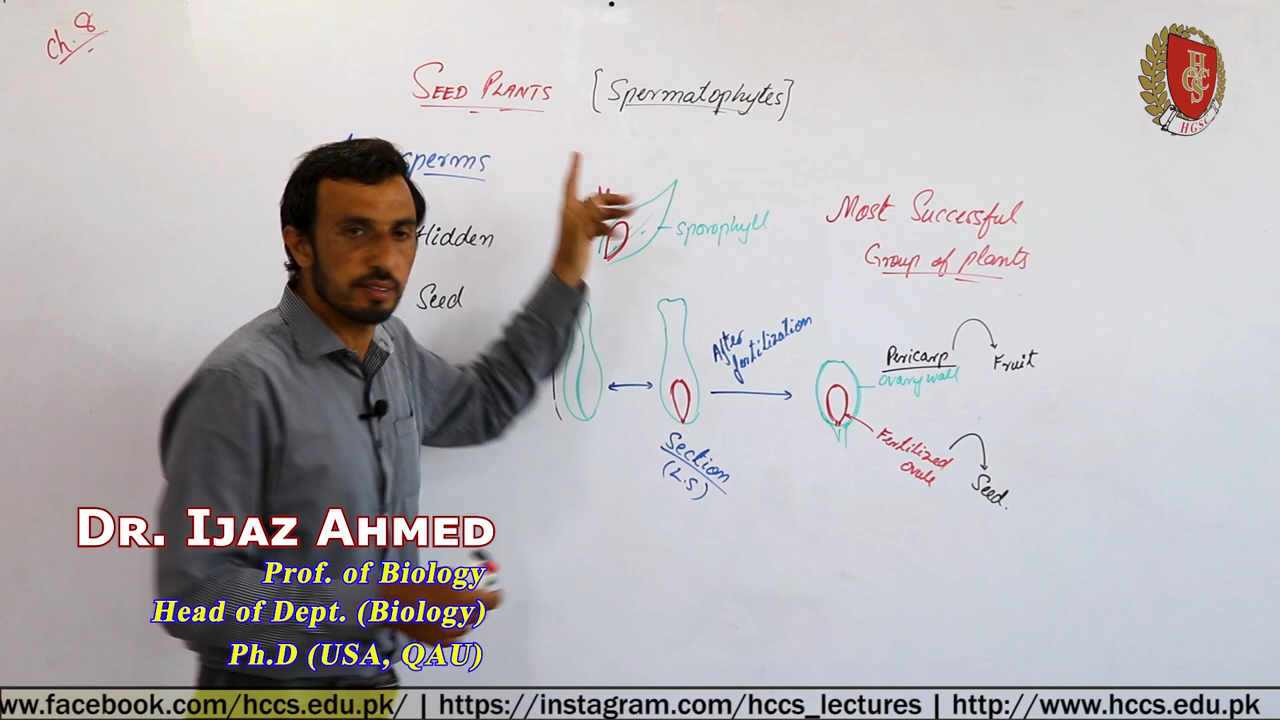 Ch. 8
SEED PLANTS [Spermatophytes]
sperms
Hidden
Seed
sporophyll
Most Successful
Group of plants
After
fertilization
Pericarp
ovary wall
Fruit
Section
(L.S)
Fertilized
ovule
Seed.
HCCS
HGSC
DR. IJAZ AHMED
Prof. of Biology
Head of Dept. (Biology)
Ph.D (USA, QAU)
ww.facebook.com/hccs.edu.pk/ | https://instagram.com/hccs_lectures | http://www.hccs.edu.pk